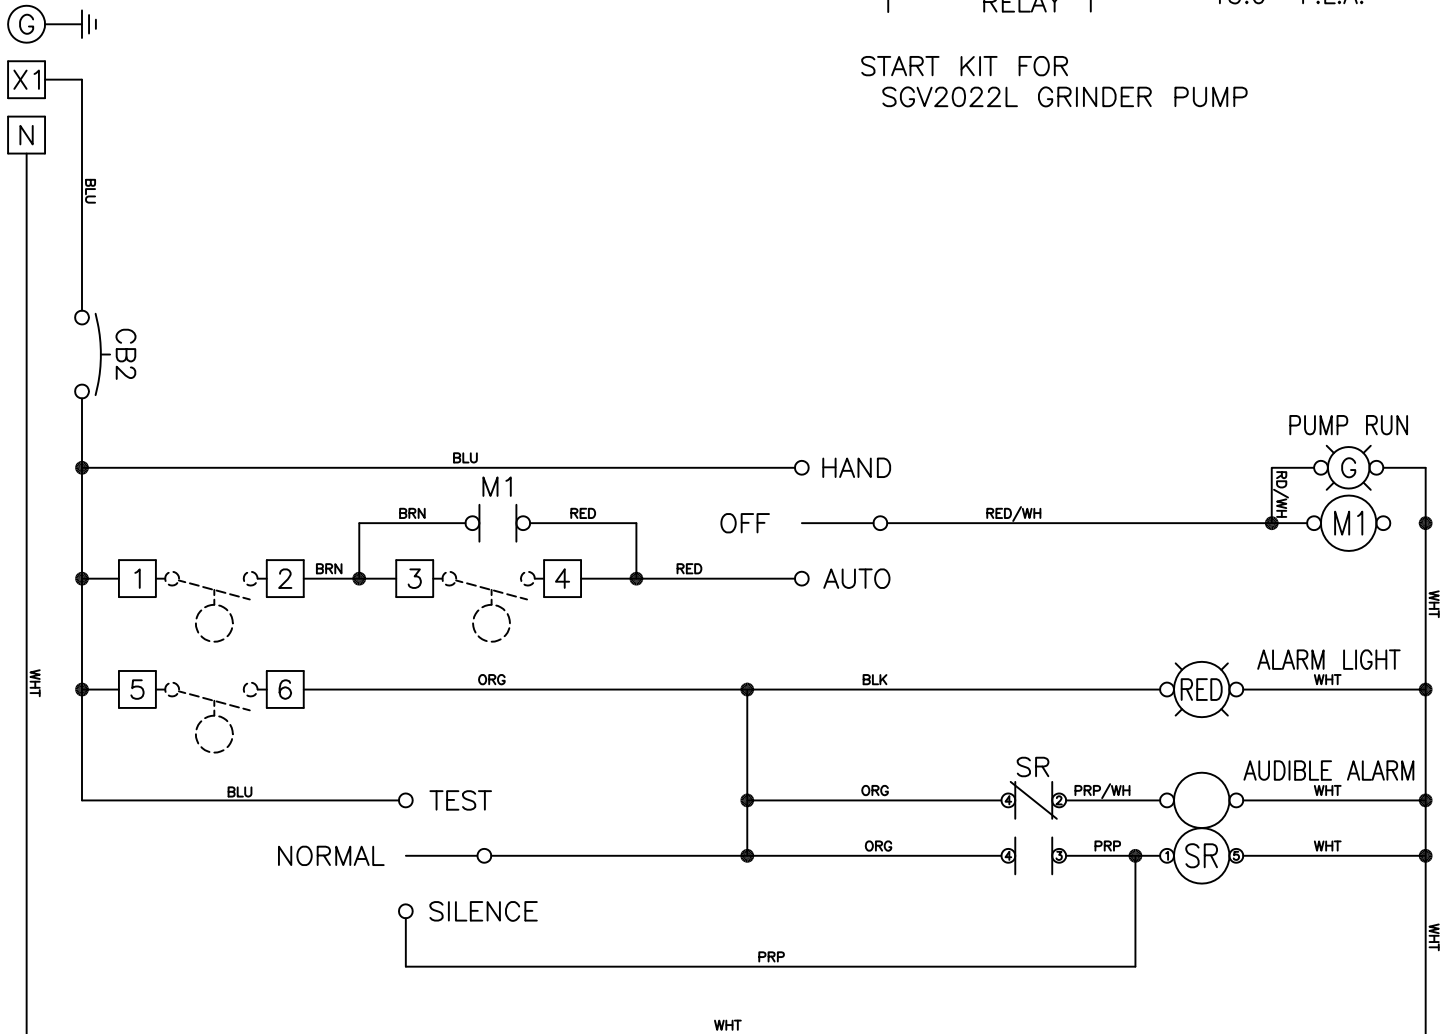 G
RELAY 1
X1
START KIT FOR
SGV2022L GRINDER PUMP
N
BLU
CB2
PUMP RUN
BLU
HAND
G
RD/WH
M1
BRN
RED
OFF
RED/WH
M1
1
2
BRN
3
4
RED
AUTO
WHT
ALARM LIGHT
WHT
5
6
ORG
BLK
RED
WHT
SR
AUDIBLE ALARM
BLU
TEST
ORG
4
2
PRP/WH
WHT
NORMAL
ORG
4
3
PRP
1
SR
5
WHT
SILENCE
WHT
PRP
WHT